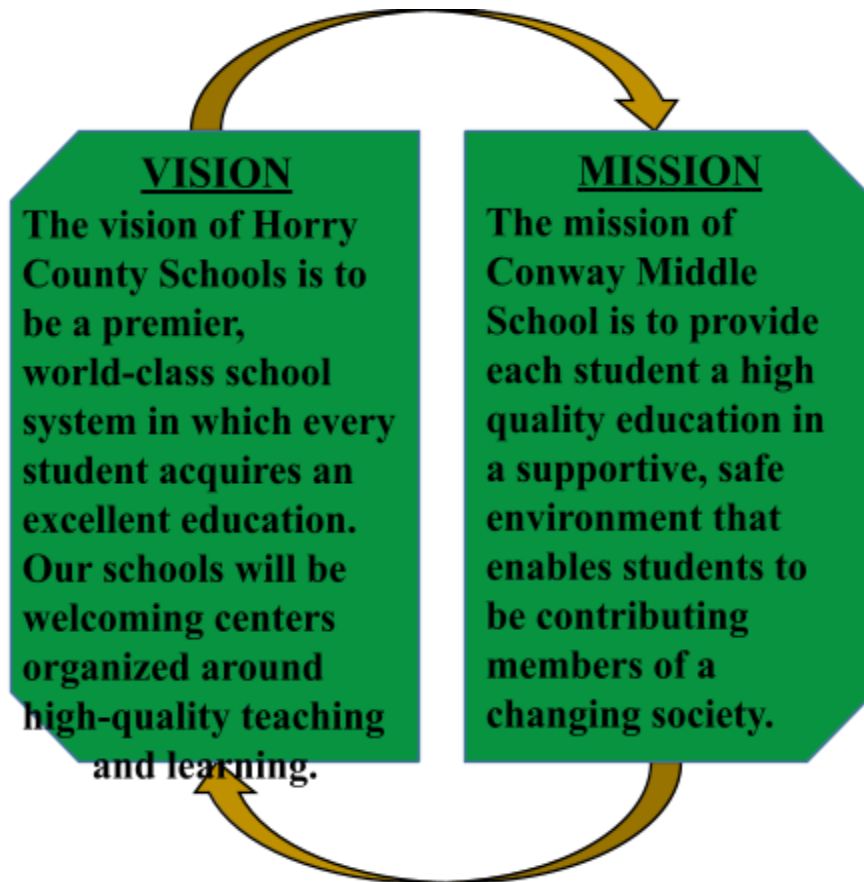 VISION
The vision of Horry
County Schools is to
be a premier,
world-class school
system in which every
student acquires an
excellent education.
Our schools will be
welcoming centers
organized around
high-quality teaching
and learning.
MISSION
The mission of
Conway Middle
School is to provide
each student a high
quality education in
a supportive, safe
environment that
enables students to
be contributing
members of a
changing society.